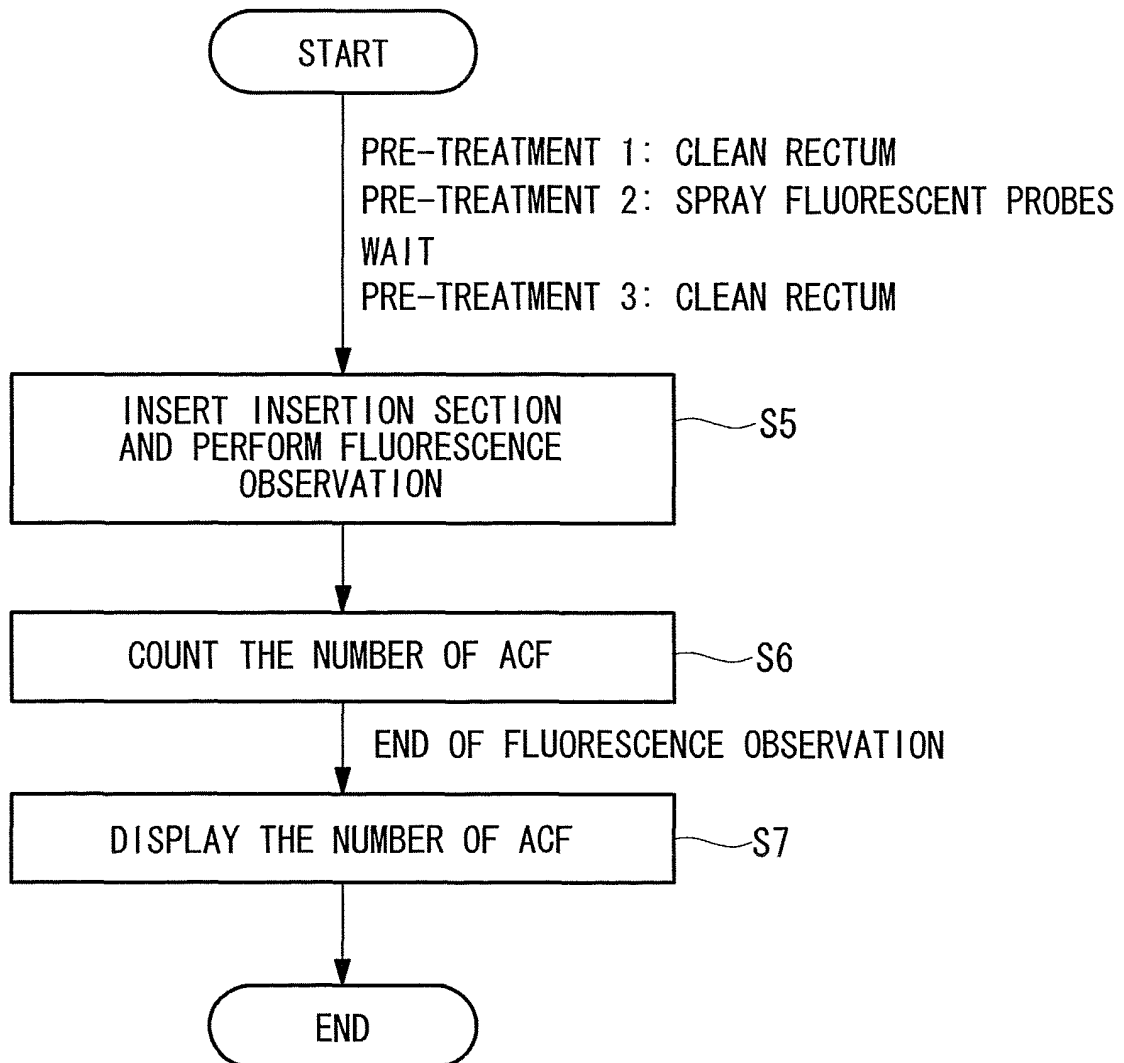 START
PRE-TREATMENT 1: CLEAN RECTUM
PRE-TREATMENT 2: SPRAY FLUORESCENT PROBES
WAIT
PRE-TREATMENT 3: CLEAN RECTUM
INSERT INSERTION SECTION
AND PERFORM FLUORESCENCE
OBSERVATION
S5
COUNT THE NUMBER OF ACF
S6
END OF FLUORESCENCE OBSERVATION
DISPLAY THE NUMBER OF ACF
S7
END